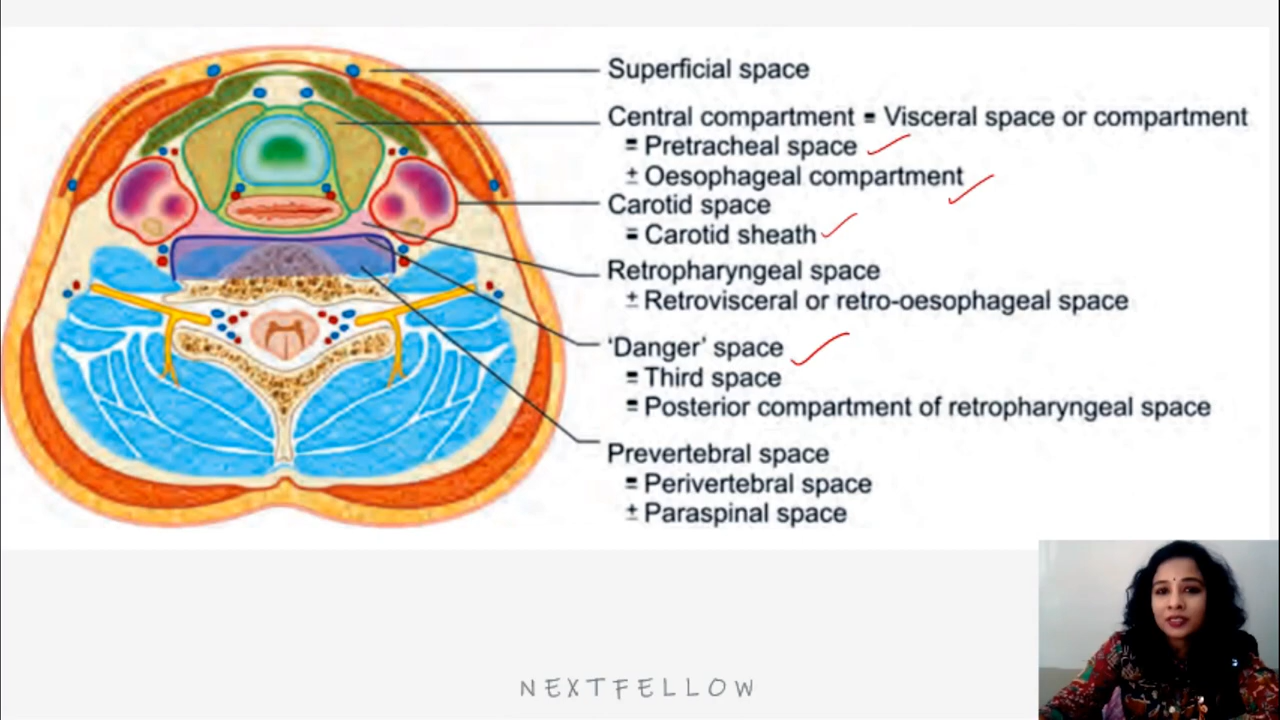 Superficial space
Central compartment = Visceral space or compartment
= Pretracheal space
± Oesophageal compartment
Carotid space
= Carotid sheath
Retropharyngeal space
± Retrovisceral or retro-oesophageal space
‘Danger’ space
= Third space
= Posterior compartment of retropharyngeal space
Prevertebral space
= Perivertebral space
± Paraspinal space
NEXTFELLOW